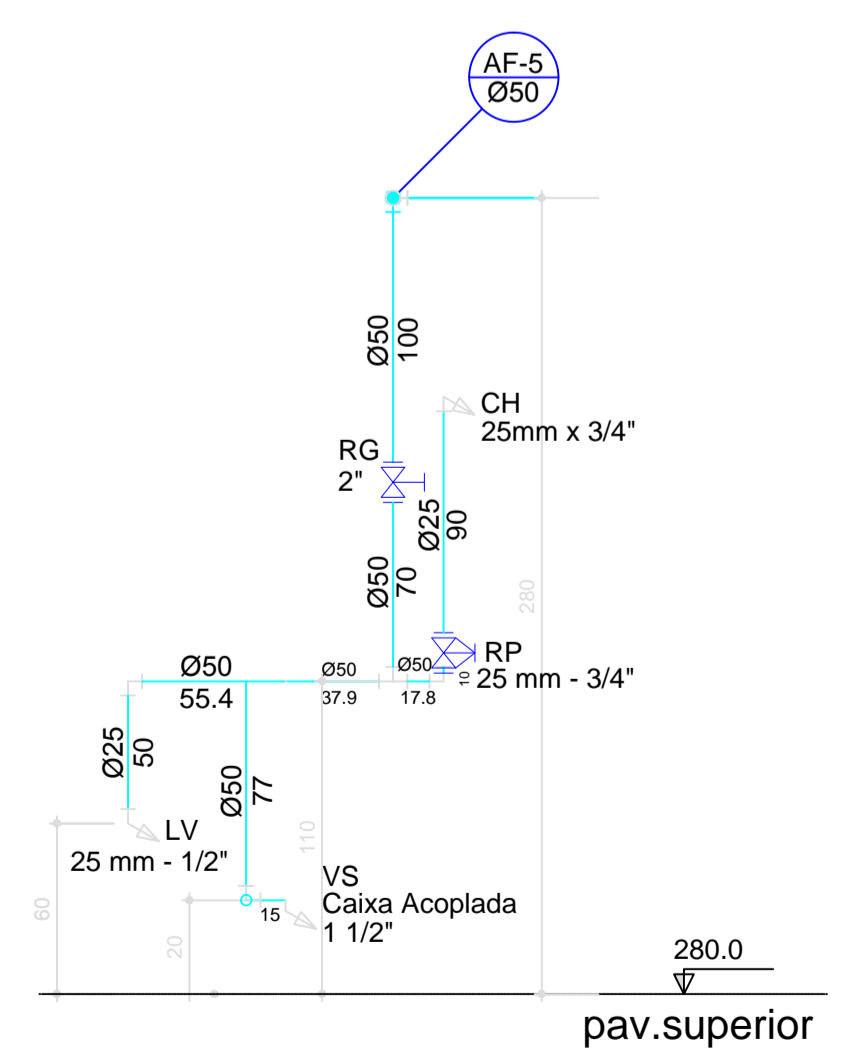 AF-5
Ø50
Ø50
100
CH
25mm x 3/4"
RG
2"
Ø25
90
Ø50
70
280
RP
25 mm - 3/4"
10
Ø50
55.4
Ø50
37.9
Ø50
17.8
Ø25
50
Ø50
77
110
LV
25 mm - 1/2"
VS
Caixa Acoplada
1 1/2"
15
60
20
280.0
pav.superior